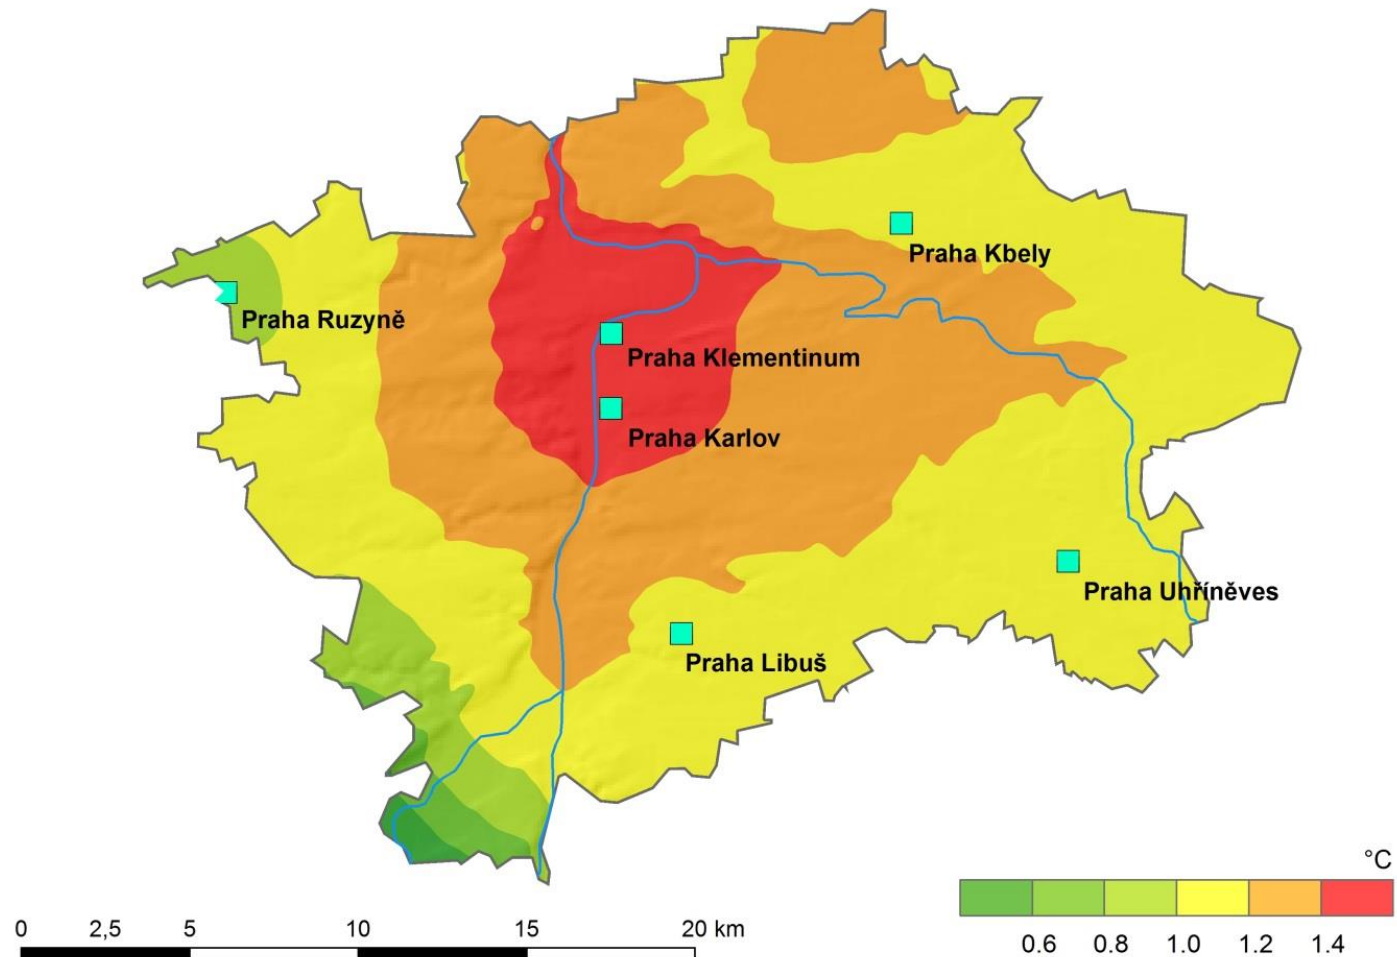 Praha Kbely
Praha Ruzyně
Praha Klementinum
Praha Karlov
Praha Uhříněves
Praha Libuš
°C
0 2,5 5 10 15 20 km
0.6 0.8 1.0 1.2 1.4